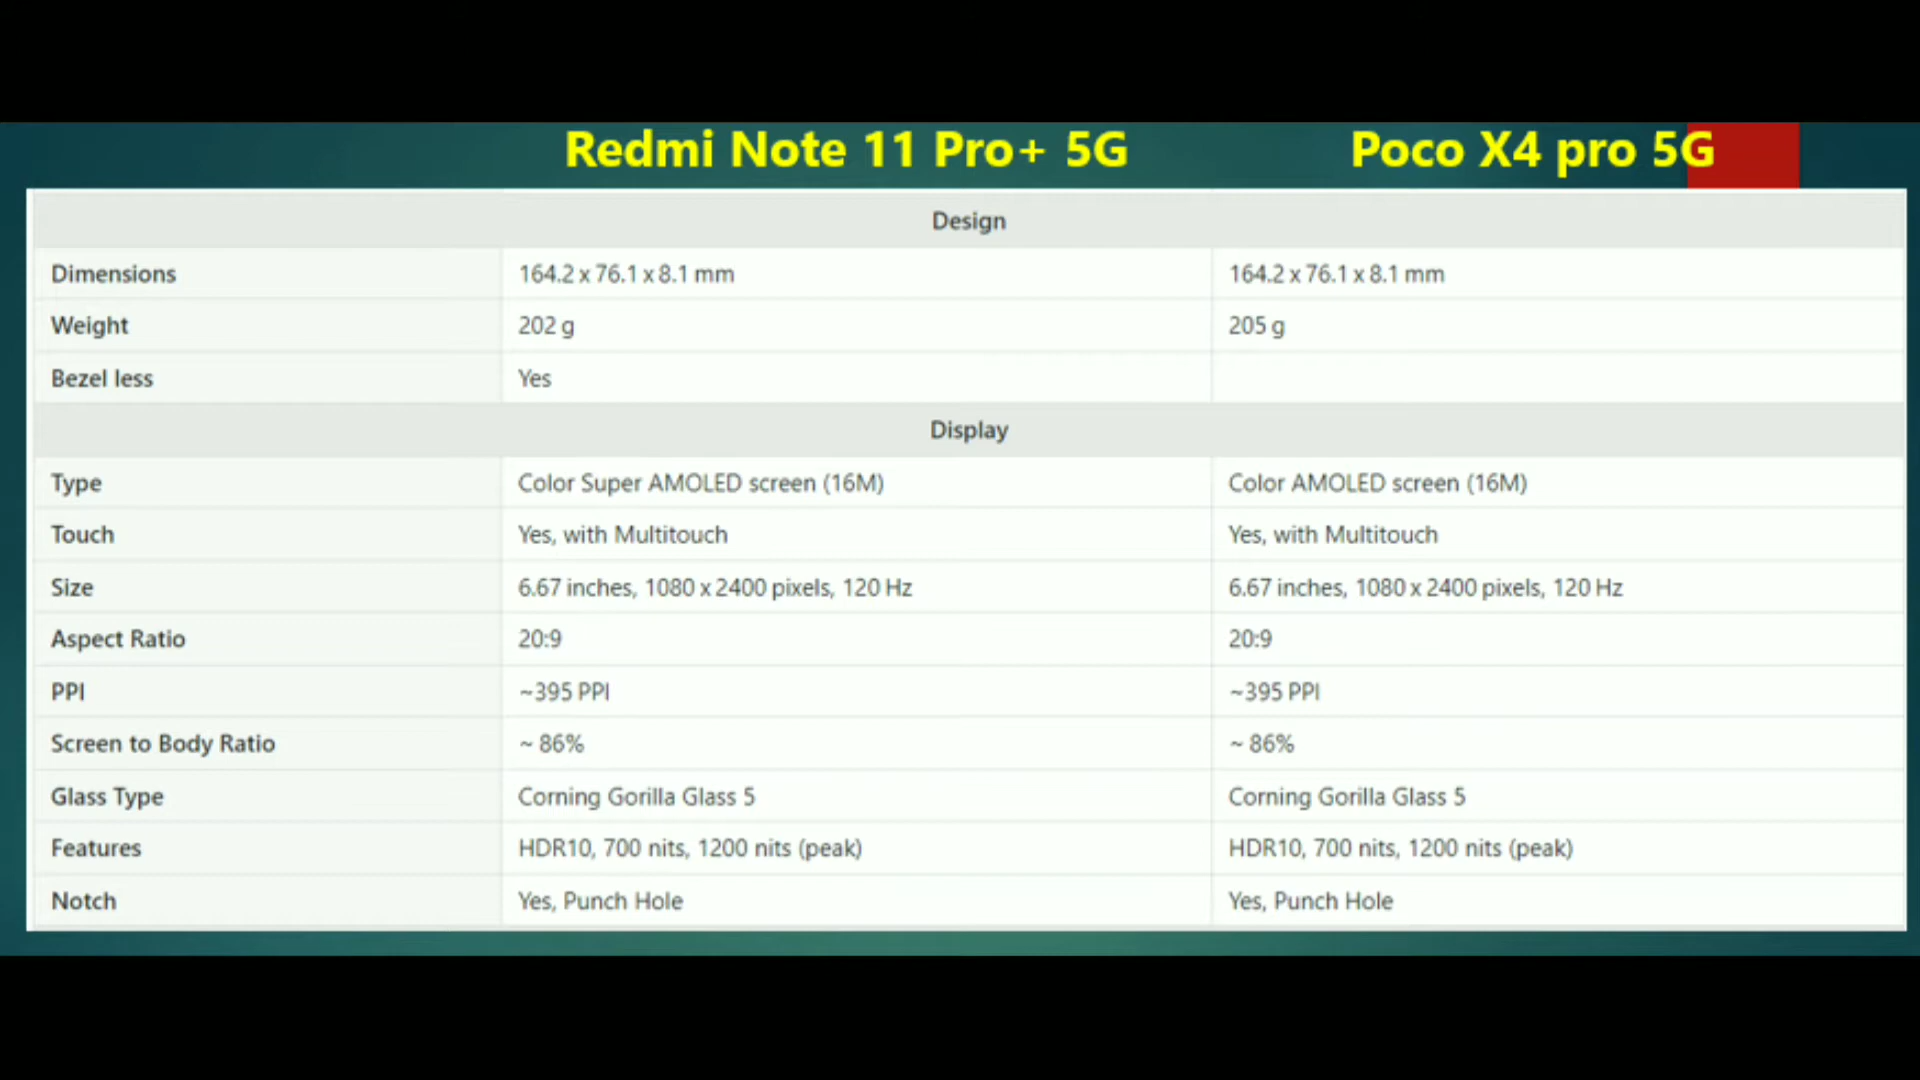 Redmi Note 11 Pro+ 5G Poco X4 pro 5G
Design
Dimensions 164.2 x 76.1 x 8.1 mm 164.2 x 76.1 x 8.1 mm
Weight 202 g 205 g
Bezel less Yes
Display
Type Color Super AMOLED screen (16M) Color AMOLED screen (16M)
Touch Yes, with Multitouch Yes, with Multitouch
Size 6.67 inches, 1080 x 2400 pixels, 120 Hz 6.67 inches, 1080 x 2400 pixels, 120 Hz
Aspect Ratio 20:9 20:9
PPI ~395 PPI ~395 PPI
Screen to Body Ratio ~ 86% ~ 86%
Glass Type Corning Gorilla Glass 5 Corning Gorilla Glass 5
Features HDR10, 700 nits, 1200 nits (peak) HDR10, 700 nits, 1200 nits (peak)
Notch Yes, Punch Hole Yes, Punch Hole